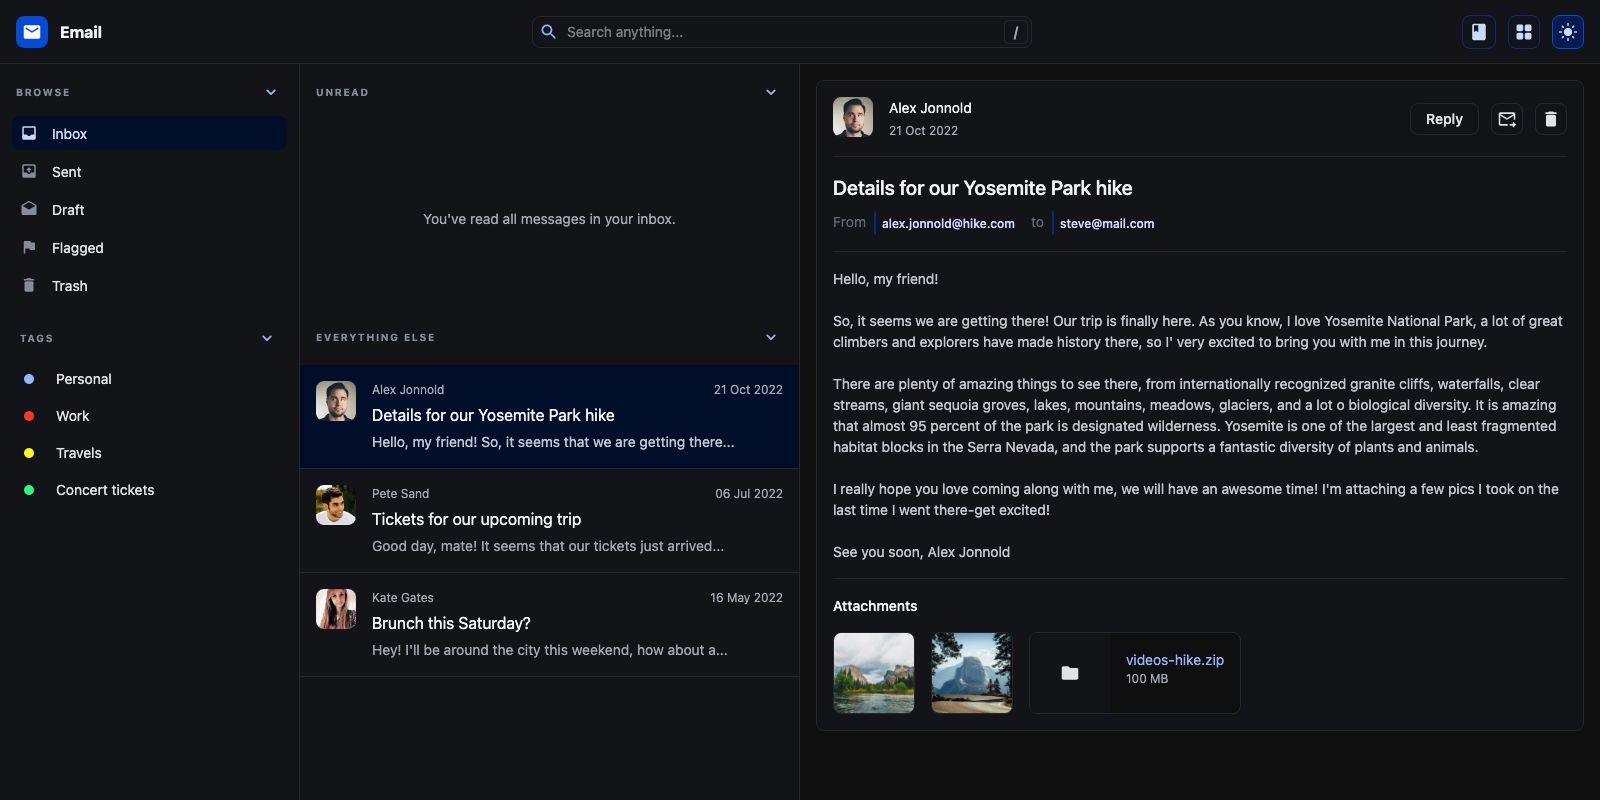 Email
Search anything...
/
BROWSE
Inbox
Sent
Draft
Flagged
Trash
TAGS
Personal
Work
Travels
Concert tickets
UNREAD
You've read all messages in your inbox.
EVERYTHING ELSE
Alex Jonnold
21 Oct 2022
Details for our Yosemite Park hike
Hello, my friend! So, it seems that we are getting there...
Pete Sand
06 Jul 2022
Tickets for our upcoming trip
Good day, mate! It seems that our tickets just arrived...
Kate Gates
16 May 2022
Brunch this Saturday?
Hey! I'll be around the city this weekend, how about a...
Alex Jonnold
21 Oct 2022
Reply
Details for our Yosemite Park hike
From alex.jonnold@hike.com to steve@mail.com
Hello, my friend!
So, it seems we are getting there! Our trip is finally here. As you know, I love Yosemite National Park, a lot of great
climbers and explorers have made history there, so I' very excited to bring you with me in this journey.
There are plenty of amazing things to see there, from internationally recognized granite cliffs, waterfalls, clear
streams, giant sequoia groves, lakes, mountains, meadows, glaciers, and a lot o biological diversity. It is amazing
that almost 95 percent of the park is designated wilderness. Yosemite is one of the largest and least fragmented
habitat blocks in the Serra Nevada, and the park supports a fantastic diversity of plants and animals.
I really hope you love coming along with me, we will have an awesome time! I'm attaching a few pics I took on the
last time I went there-get excited!
See you soon, Alex Jonnold
Attachments
videos-hike.zip
100 MB